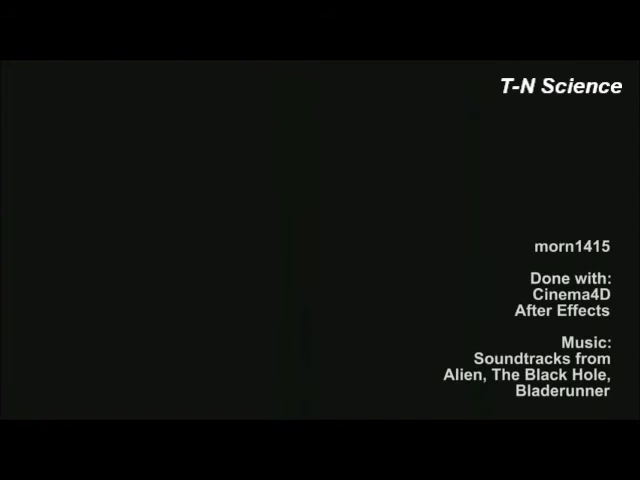 T-N Science
morn1415
Done with:
Cinema4D
After Effects
Music:
Soundtracks from
Alien, The Black Hole,
Bladerunner